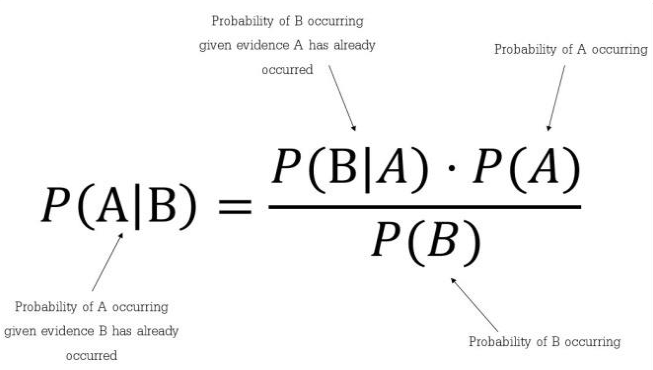 Probability of B occurring
given evidence A has already
occurred
Probability of A occurring
P(A|B) = P(B|A) · P(A)
P(B)
Probability of A occurring
given evidence B has already
occurred
Probability of B occurring